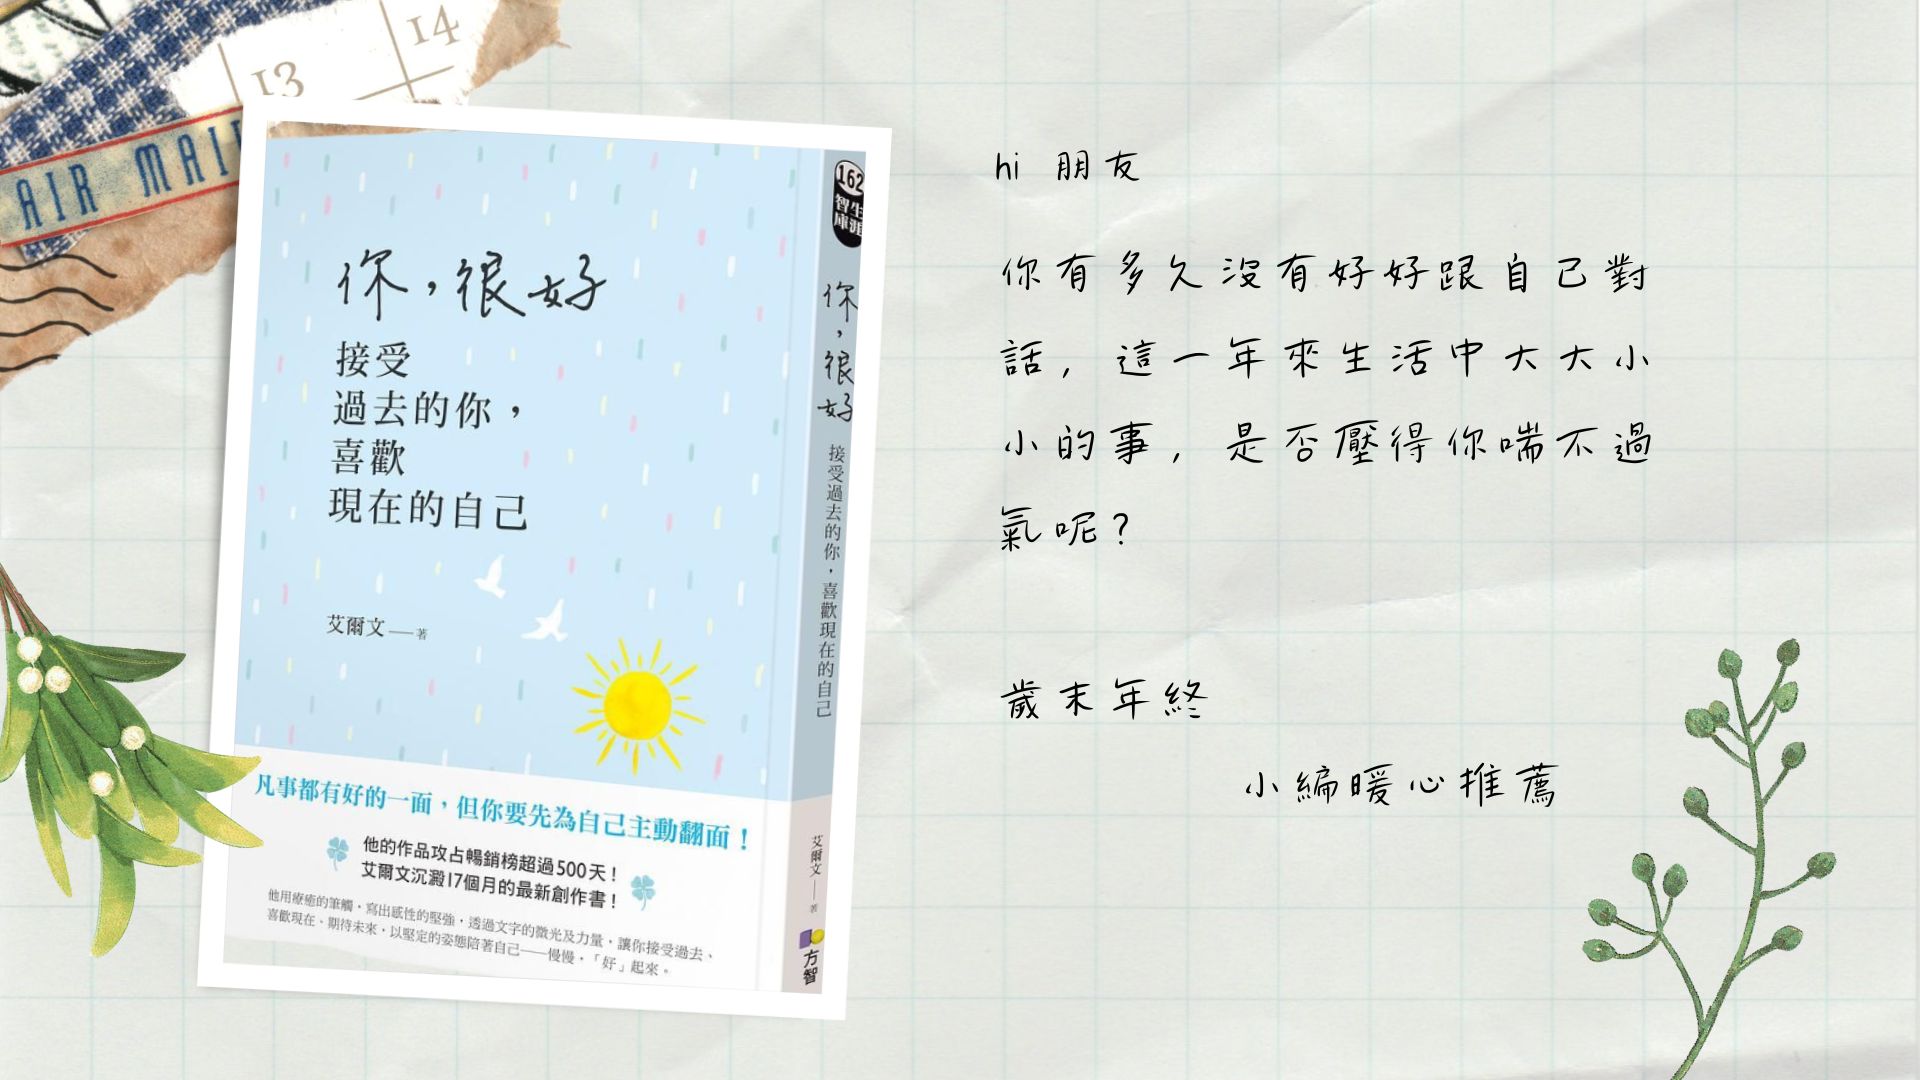 13
14
AIR MAI
你，很好
接受
過去的你，
喜歡
現在的自己
艾爾文──著
凡事都有好的一面，但你要先為自己主動翻面！
他的作品攻占暢銷榜超過500天！
艾爾文沉澱17個月的最新創作書！
他用療癒的筆觸，寫出感性的堅強，透過文字的微光及力量，讓你接受過去、
喜歡現在、期待未來，以堅定的姿態陪著自己──慢慢，「好」起來。
162
生涯
智庫
你，很好
接受過去的你，喜歡現在的自己
艾爾文──著
方智
hi 朋友
你有多久沒有好好跟自己對
話, 這一年來生活中大大小
小的事, 是否壓得你喘不過
氣呢?
歲末年終
小編暖心推薦